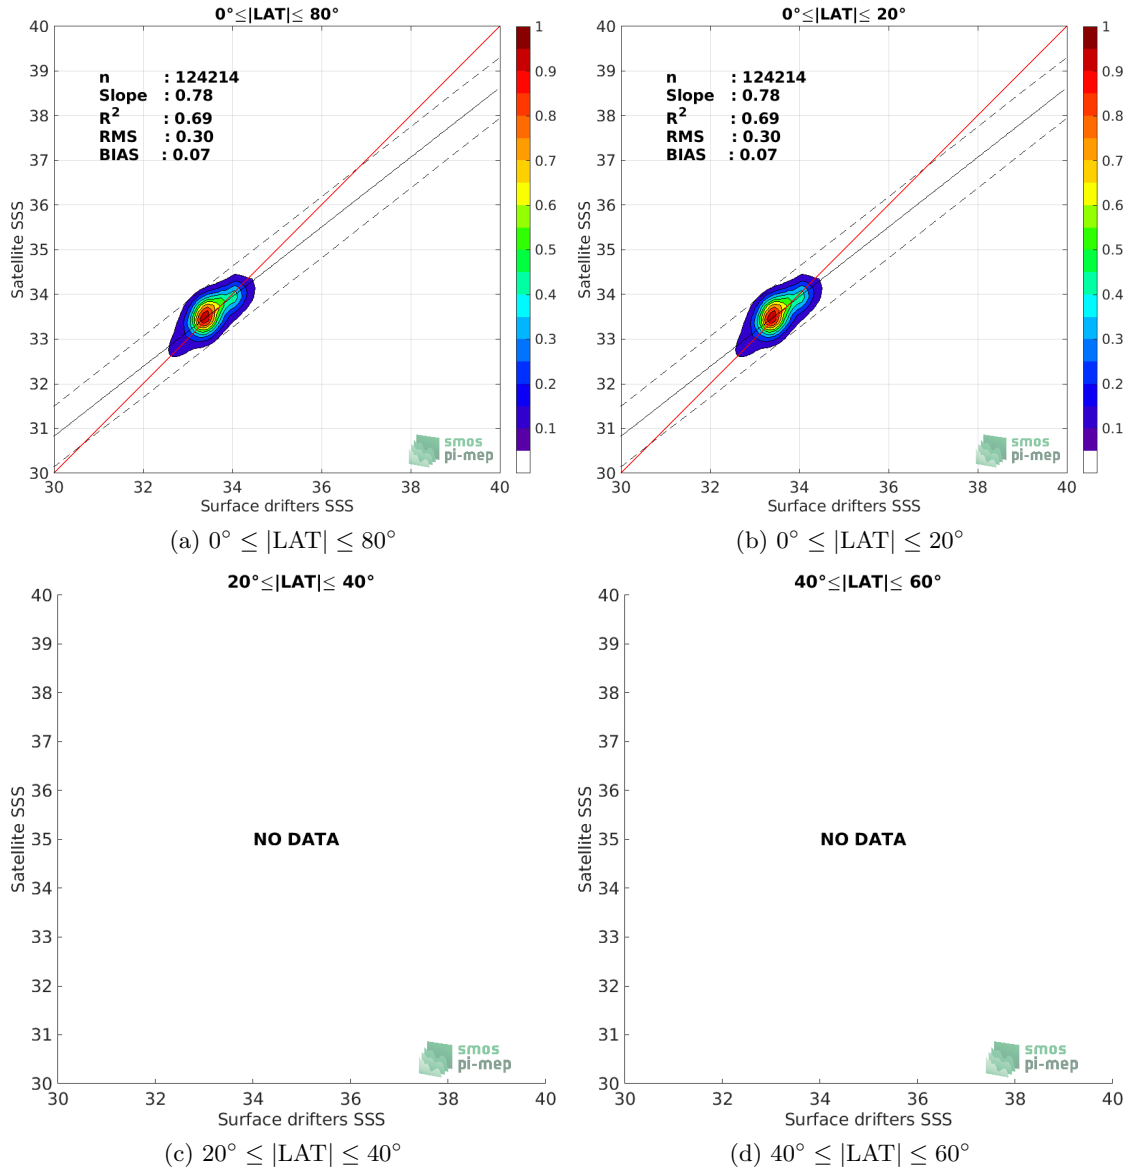 0°≤|LAT|≤ 80°
40
39
38
37
36
35
34
33
32
31
30
Satellite SSS
n : 124214
Slope : 0.78
R2 : 0.69
RMS : 0.30
BIAS : 0.07
smos
pi-mep
30 32 34 36 38 40
Surface drifters SSS
1
0.9
0.8
0.7
0.6
0.5
0.4
0.3
0.2
0.1
(a) 0° ≤ |LAT| ≤ 80°
0°≤|LAT|≤ 20°
40
39
38
37
36
35
34
33
32
31
30
Satellite SSS
n : 124214
Slope : 0.78
R2 : 0.69
RMS : 0.30
BIAS : 0.07
smos
pi-mep
30 32 34 36 38 40
Surface drifters SSS
1
0.9
0.8
0.7
0.6
0.5
0.4
0.3
0.2
0.1
(b) 0° ≤ |LAT| ≤ 20°
20°≤|LAT|≤ 40°
40
39
38
37
36
35
34
33
32
31
30
Satellite SSS
NO DATA
smos
pi-mep
30 32 34 36 38 40
Surface drifters SSS
(c) 20° ≤ |LAT| ≤ 40°
40°≤|LAT|≤ 60°
40
39
38
37
36
35
34
33
32
31
30
Satellite SSS
NO DATA
smos
pi-mep
30 32 34 36 38 40
Surface drifters SSS
(d) 40° ≤ |LAT| ≤ 60°